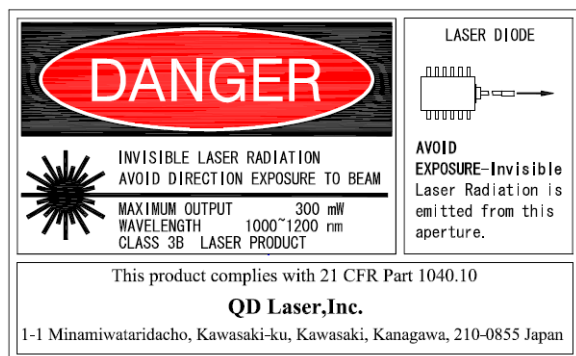 DANGER
INVISIBLE LASER RADIATION
AVOID DIRECTION EXPOSURE TO BEAM
MAXIMUM OUTPUT 300 mW
WAVELENGTH 1000~1200 nm
CLASS 3B LASER PRODUCT
LASER DIODE
AVOID
EXPOSURE-Invisible
Laser Radiation is
emitted from this
aperture.
This product complies with 21 CFR Part 1040.10
QD Laser,Inc.
1-1 Minamiwataridacho, Kawasaki-ku, Kawasaki, Kanagawa, 210-0855 Japan